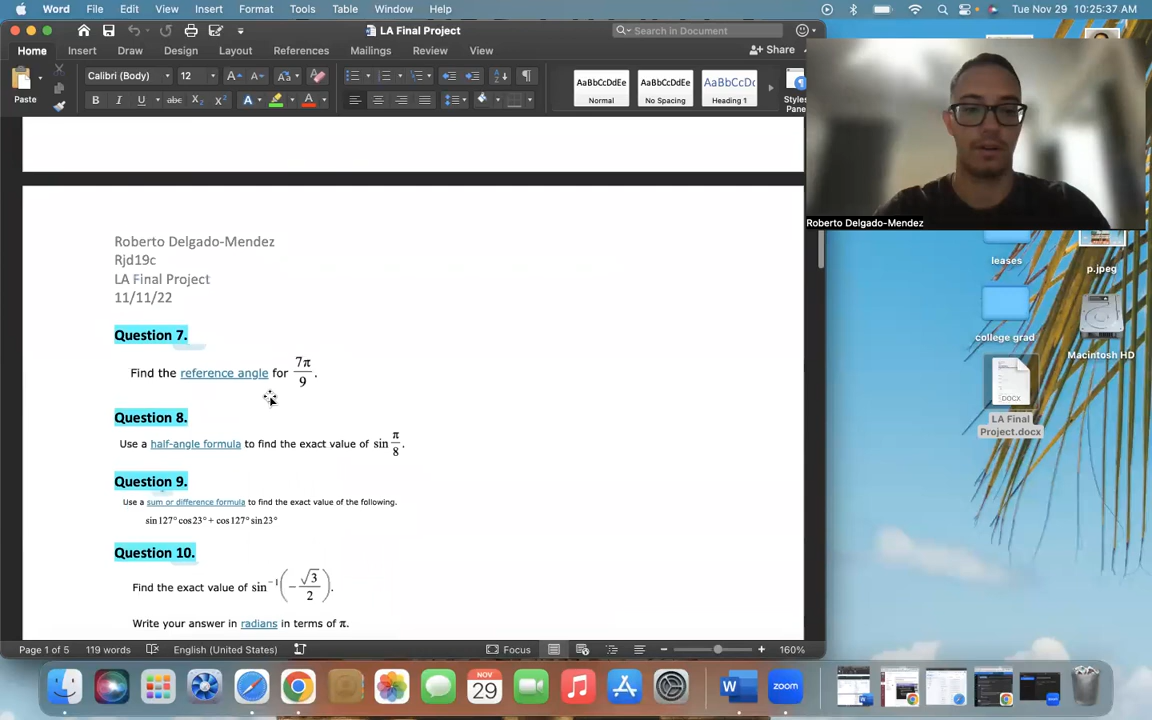 Word File Edit View Insert Format Tools Table Window Help Tue Nov 29 10:25:37 AM
LA Final Project
Search in Document
Home Insert Draw Design Layout References Mailings Review View Share
Paste
Calibri (Body) 12
AaBbCcDdEe AaBbCcDdEe AaBbCcDc
Normal No Spacing Heading 1
Styles
Pane
Roberto Delgado-Mendez
Roberto Delgado-Mendez
Rjd19c
LA Final Project
11/11/22
Question 7.
Find the reference angle for 7π/9.
Question 8.
Use a half-angle formula to find the exact value of sin π/8.
Question 9.
Use a sum or difference formula to find the exact value of the following.
sin 127° cos 23° + cos 127° sin 23°
Question 10.
Find the exact value of sin⁻¹(−√3/2).
Write your answer in radians in terms of π.
Page 1 of 5 119 words English (United States) Focus 160%
leases
p.jpeg
college grad
Macintosh HD
DOCX
LA Final
Project.docx
NOV
29
zoom